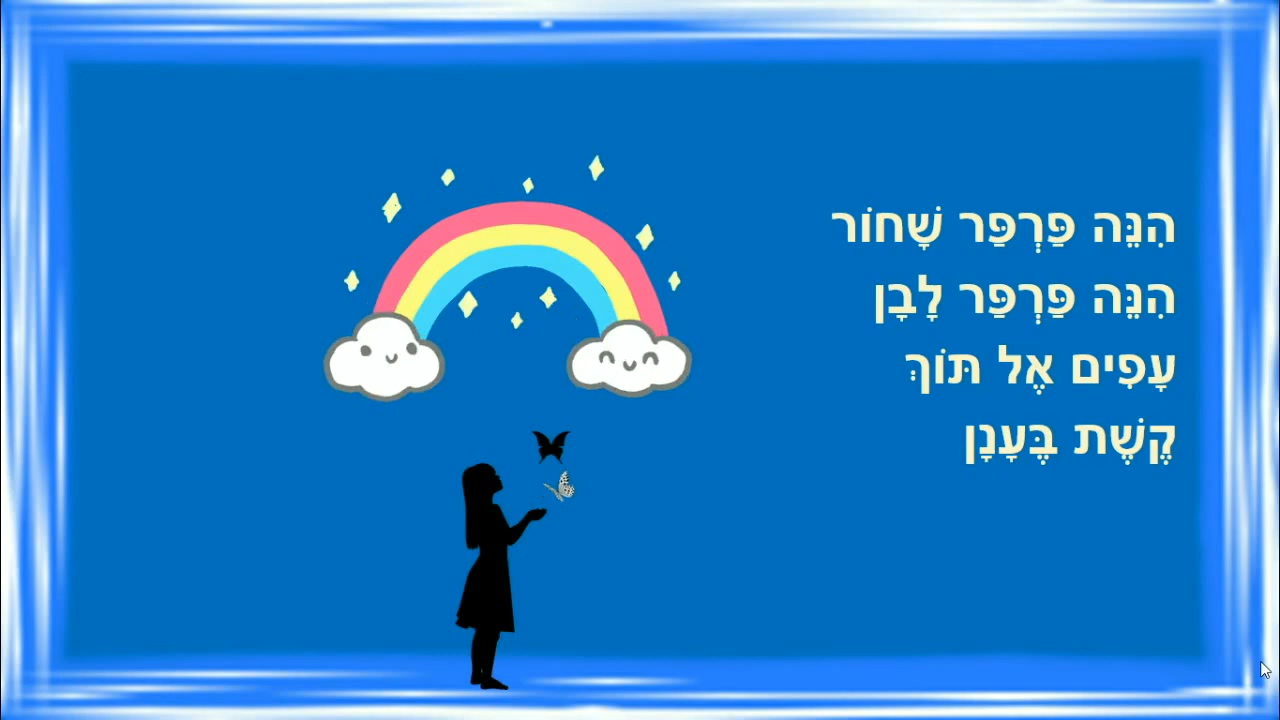 הִנֵּה פַּרְפַּר שָׁחוֹר
הִנֵּה פַּרְפַּר לָבָן
עָפִים אֶל תּוֹךְ
קֶשֶׁת בֶּעָנָן